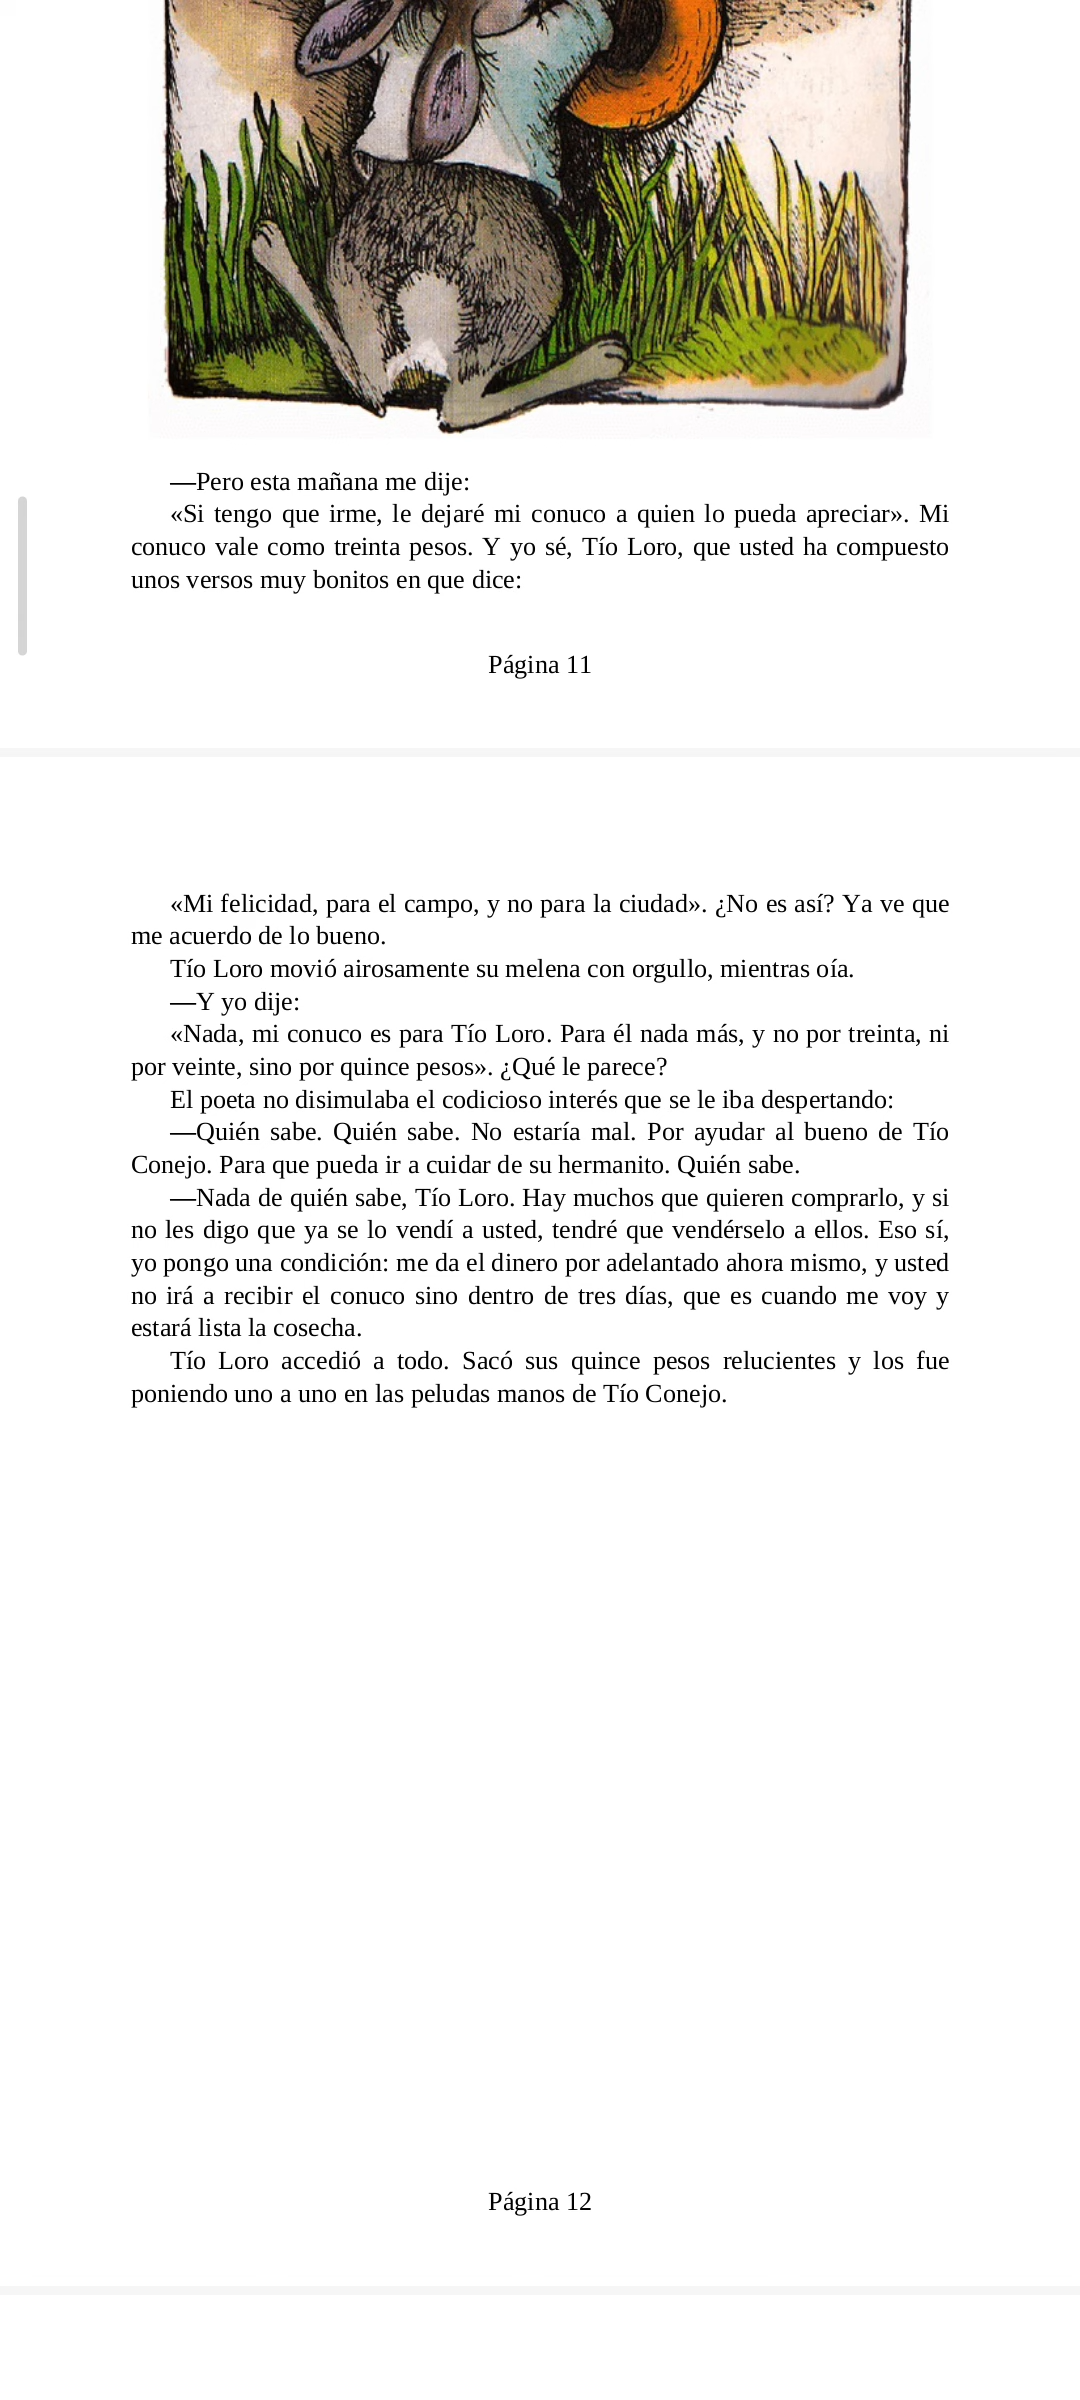 —Pero esta mañana me dije:
«Si tengo que irme, le dejaré mi conuco a quien lo pueda apreciar». Mi
conuco vale como treinta pesos. Y yo sé, Tío Loro, que usted ha compuesto
unos versos muy bonitos en que dice:
Página 11
«Mi felicidad, para el campo, y no para la ciudad». ¿No es así? Ya ve que
me acuerdo de lo bueno.
Tío Loro movió airosamente su melena con orgullo, mientras oía.
—Y yo dije:
«Nada, mi conuco es para Tío Loro. Para él nada más, y no por treinta, ni
por veinte, sino por quince pesos». ¿Qué le parece?
El poeta no disimulaba el codicioso interés que se le iba despertando:
—Quién sabe. Quién sabe. No estaría mal. Por ayudar al bueno de Tío
Conejo. Para que pueda ir a cuidar de su hermanito. Quién sabe.
—Nada de quién sabe, Tío Loro. Hay muchos que quieren comprarlo, y si
no les digo que ya se lo vendí a usted, tendré que vendérselo a ellos. Eso sí,
yo pongo una condición: me da el dinero por adelantado ahora mismo, y usted
no irá a recibir el conuco sino dentro de tres días, que es cuando me voy y
estará lista la cosecha.
Tío Loro accedió a todo. Sacó sus quince pesos relucientes y los fue
poniendo uno a uno en las peludas manos de Tío Conejo.
Página 12